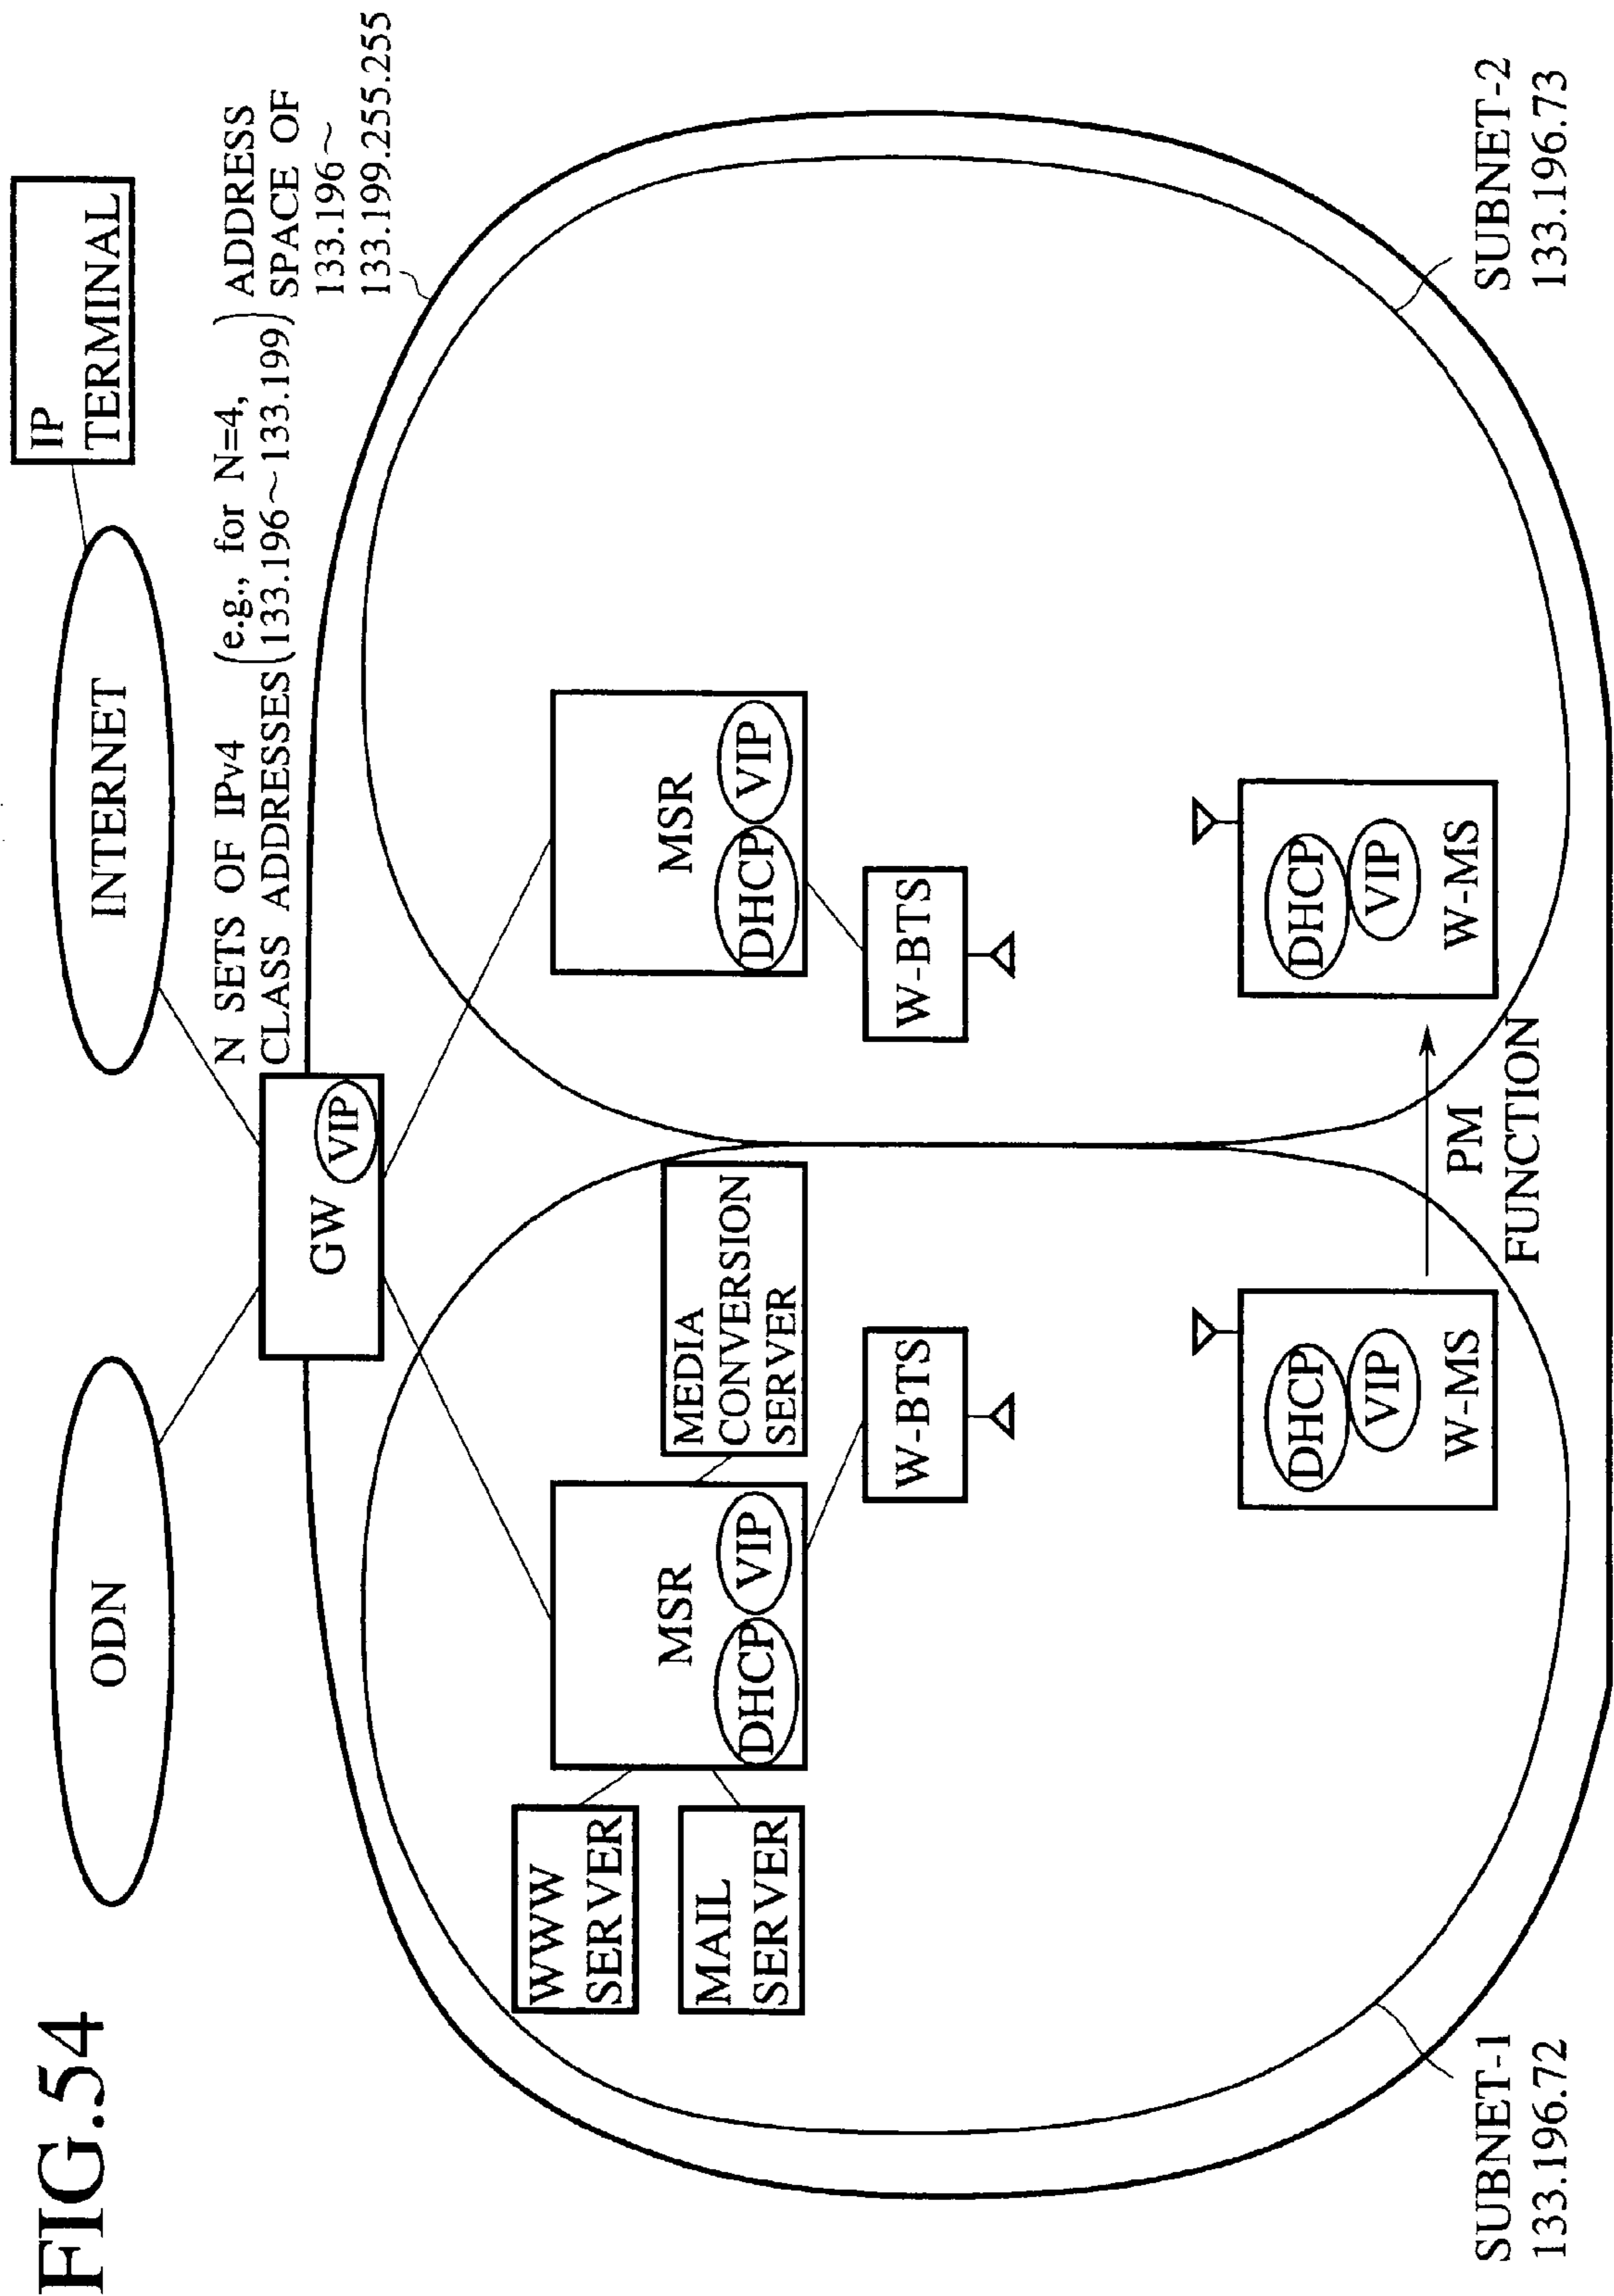 FIG.54
ODN
INTERNET
IP
TERMINAL
GW
VIP
N SETS OF IPv4
CLASS ADDRESSES
(e.g., for N=4,
133.196~133.199)
ADDRESS
SPACE OF
133.196~
133.199.255.255
WWW
SERVER
MAIL
SERVER
MSR
DHCP
VIP
MEDIA
CONVERSION
SERVER
W-BTS
MSR
DHCP
VIP
W-BTS
DHCP
VIP
W-MS
PM
FUNCTION
DHCP
VIP
W-MS
SUBNET-1
133.196.72
SUBNET-2
133.196.73